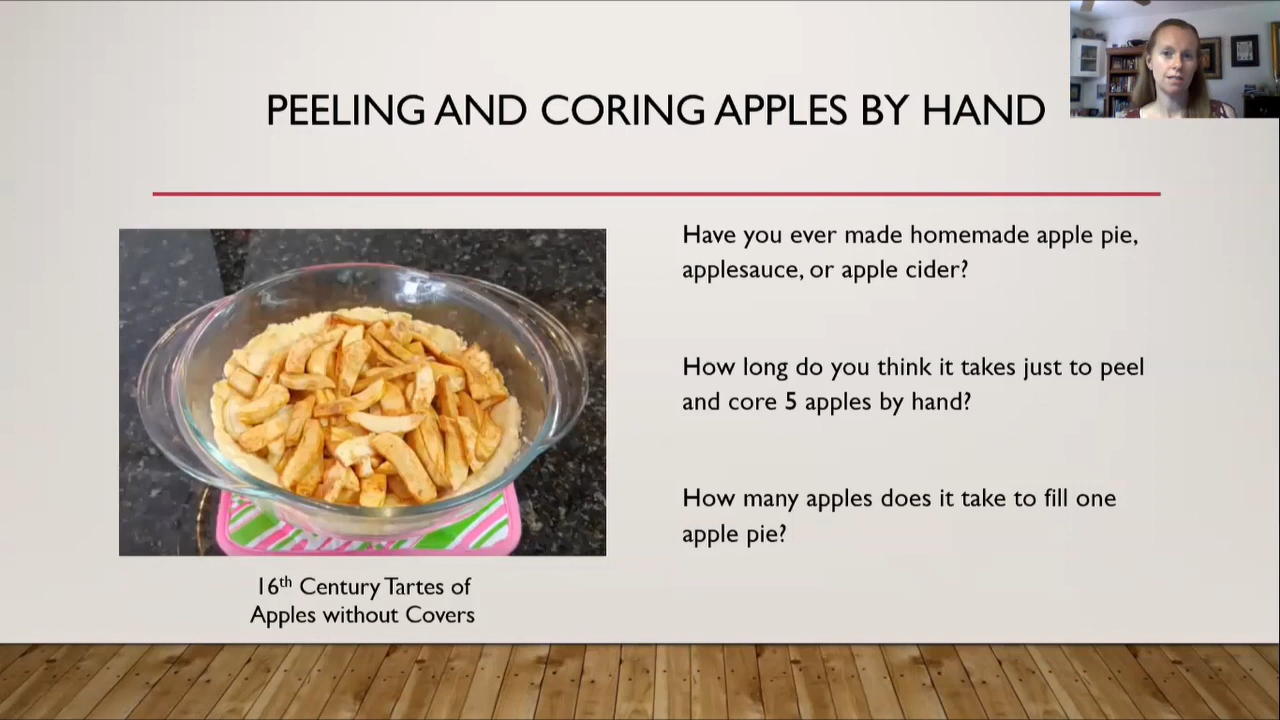 PEELING AND CORING APPLES BY HAND
Have you ever made homemade apple pie,
applesauce, or apple cider?
How long do you think it takes just to peel
and core 5 apples by hand?
How many apples does it take to fill one
apple pie?
16th Century Tartes of
Apples without Covers